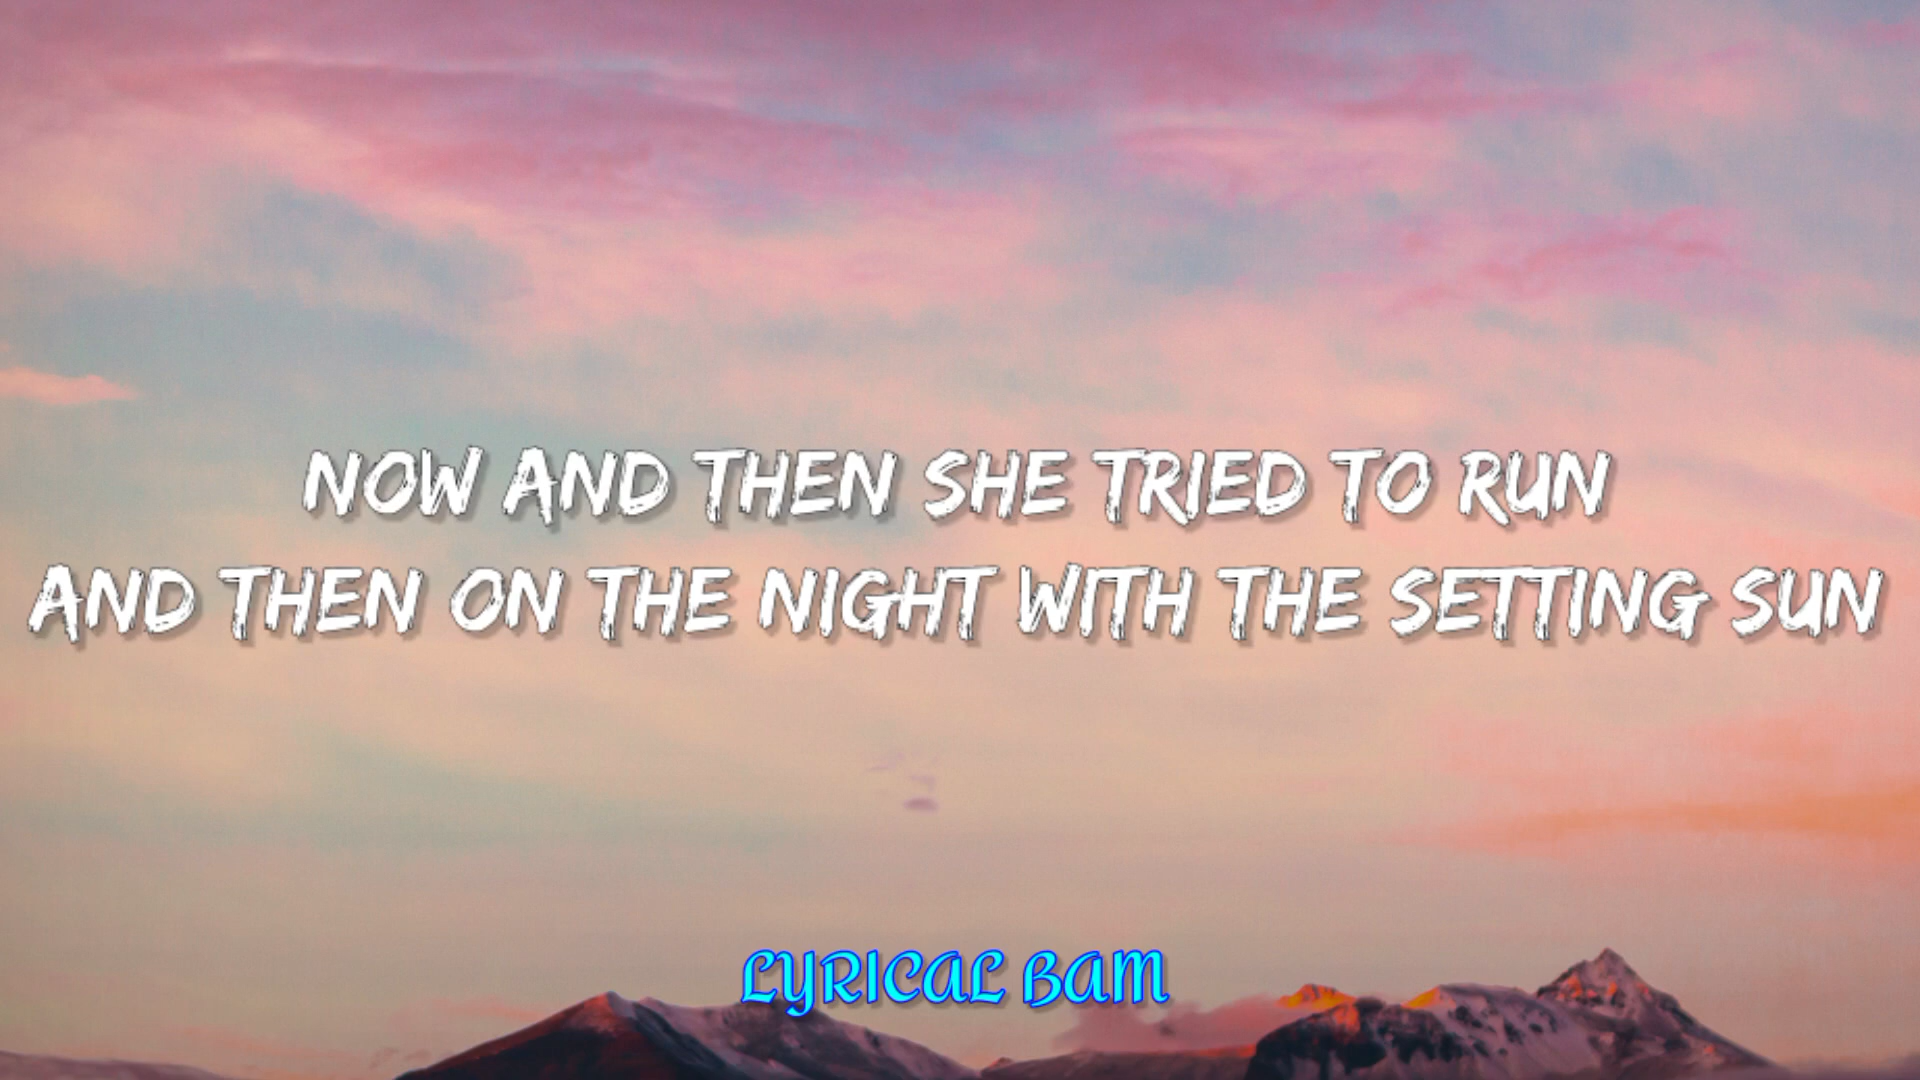 NOW AND THEN SHE TRIED TO RUN
AND THEN ON THE NIGHT WITH THE SETTING SUN
LYRICAL BAM